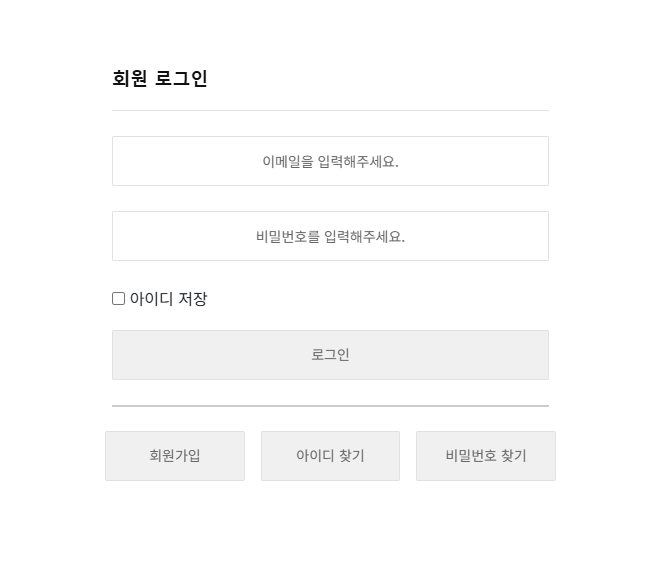 회원 로그인
이메일을 입력해주세요.
비밀번호를 입력해주세요.
아이디 저장
로그인
회원가입 아이디 찾기 비밀번호 찾기